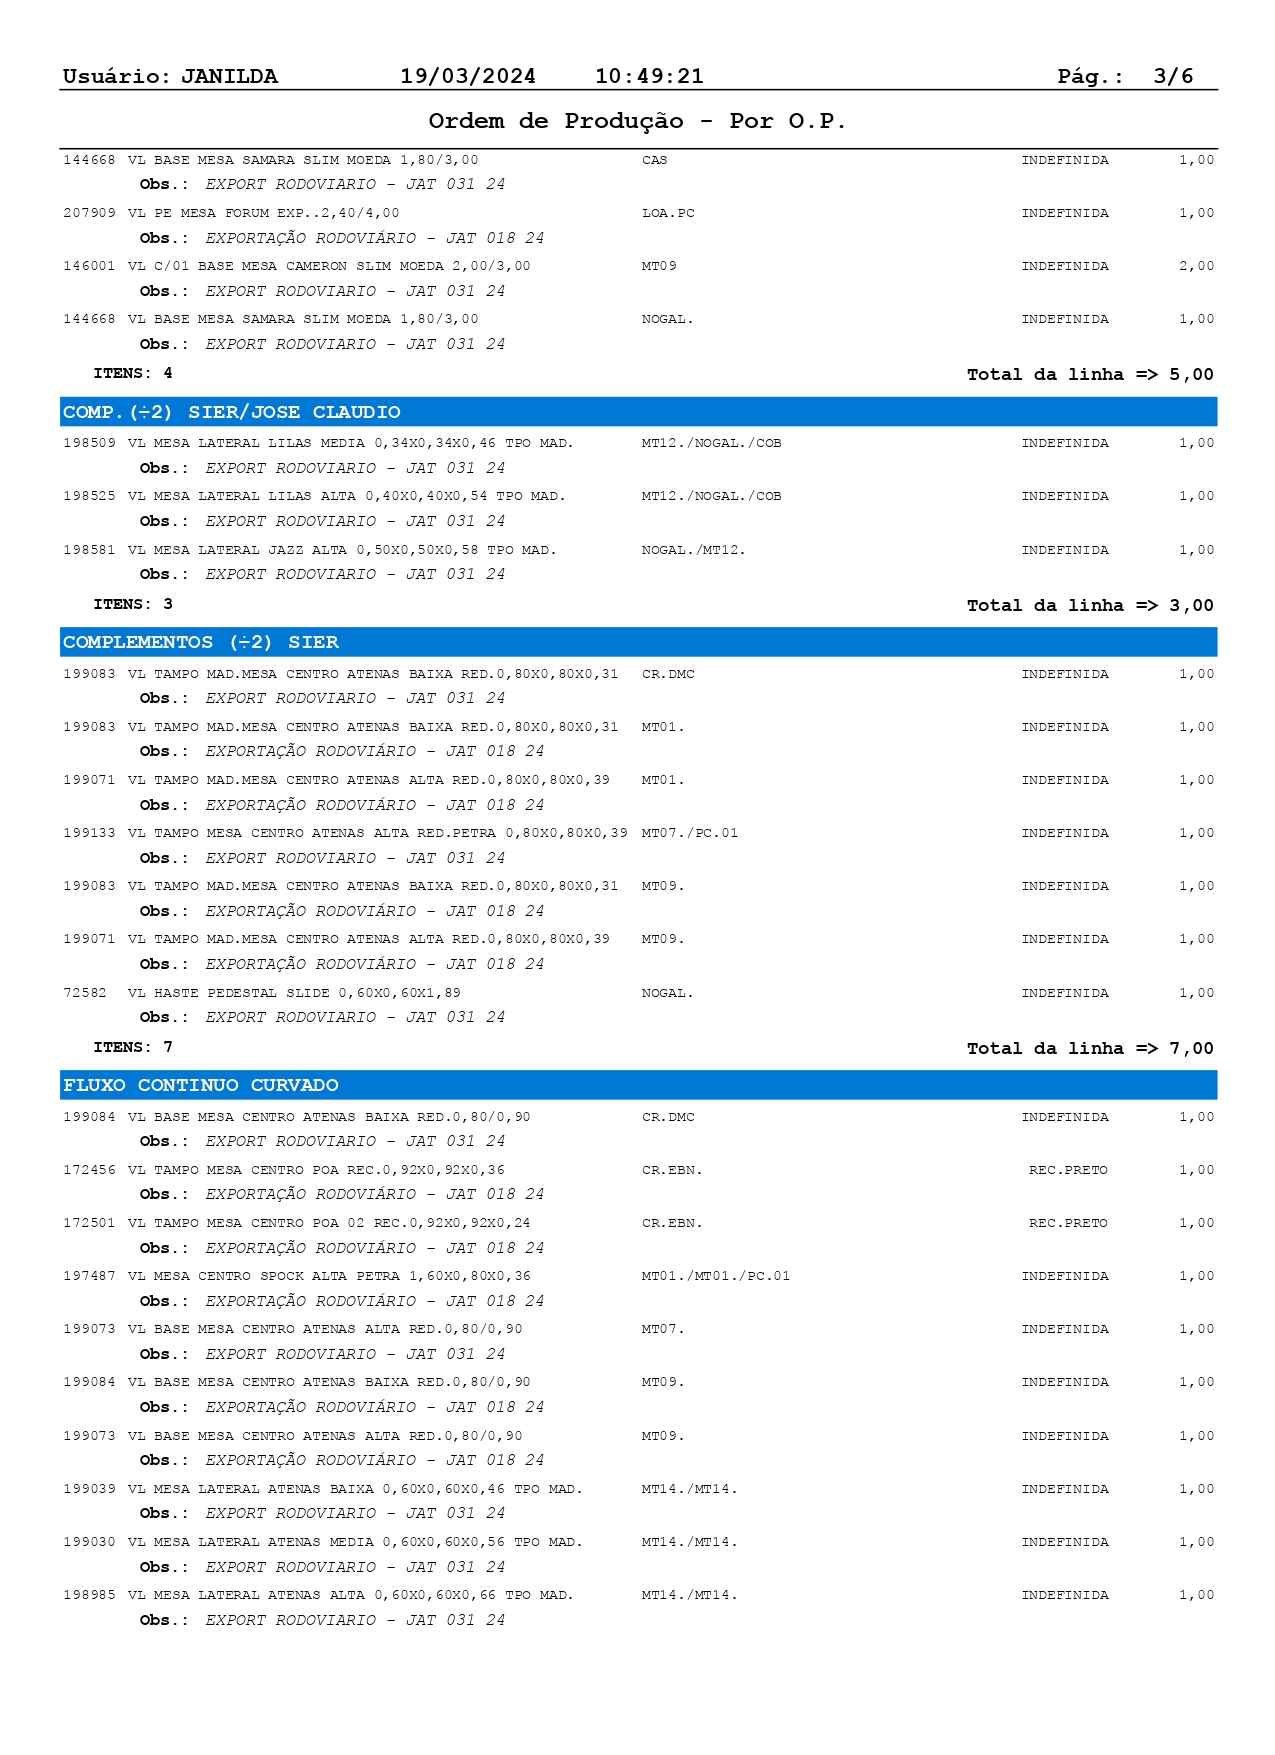 Usuário: JANILDA 19/03/2024 10:49:21 Pág.: 3/6
Ordem de Produção - Por O.P.
144668 VL BASE MESA SAMARA SLIM MOEDA 1,80/3,00 CAS INDEFINIDA 1,00
Obs.: EXPORT RODOVIARIO - JAT 031 24
207909 VL PE MESA FORUM EXP..2,40/4,00 LOA.PC INDEFINIDA 1,00
Obs.: EXPORTAÇÃO RODOVIÁRIO - JAT 018 24
146001 VL C/01 BASE MESA CAMERON SLIM MOEDA 2,00/3,00 MT09 INDEFINIDA 2,00
Obs.: EXPORT RODOVIARIO - JAT 031 24
144668 VL BASE MESA SAMARA SLIM MOEDA 1,80/3,00 NOGAL. INDEFINIDA 1,00
Obs.: EXPORT RODOVIARIO - JAT 031 24
ITENS: 4 Total da linha => 5,00
COMP.(÷2) SIER/JOSE CLAUDIO
198509 VL MESA LATERAL LILAS MEDIA 0,34X0,34X0,46 TPO MAD. MT12./NOGAL./COB INDEFINIDA 1,00
Obs.: EXPORT RODOVIARIO - JAT 031 24
198525 VL MESA LATERAL LILAS ALTA 0,40X0,40X0,54 TPO MAD. MT12./NOGAL./COB INDEFINIDA 1,00
Obs.: EXPORT RODOVIARIO - JAT 031 24
198581 VL MESA LATERAL JAZZ ALTA 0,50X0,50X0,58 TPO MAD. NOGAL./MT12. INDEFINIDA 1,00
Obs.: EXPORT RODOVIARIO - JAT 031 24
ITENS: 3 Total da linha => 3,00
COMPLEMENTOS (÷2) SIER
199083 VL TAMPO MAD.MESA CENTRO ATENAS BAIXA RED.0,80X0,80X0,31 CR.DMC INDEFINIDA 1,00
Obs.: EXPORT RODOVIARIO - JAT 031 24
199083 VL TAMPO MAD.MESA CENTRO ATENAS BAIXA RED.0,80X0,80X0,31 MT01. INDEFINIDA 1,00
Obs.: EXPORTAÇÃO RODOVIÁRIO - JAT 018 24
199071 VL TAMPO MAD.MESA CENTRO ATENAS ALTA RED.0,80X0,80X0,39 MT01. INDEFINIDA 1,00
Obs.: EXPORTAÇÃO RODOVIÁRIO - JAT 018 24
199133 VL TAMPO MESA CENTRO ATENAS ALTA RED.PETRA 0,80X0,80X0,39 MT07./PC.01 INDEFINIDA 1,00
Obs.: EXPORT RODOVIARIO - JAT 031 24
199083 VL TAMPO MAD.MESA CENTRO ATENAS BAIXA RED.0,80X0,80X0,31 MT09. INDEFINIDA 1,00
Obs.: EXPORTAÇÃO RODOVIÁRIO - JAT 018 24
199071 VL TAMPO MAD.MESA CENTRO ATENAS ALTA RED.0,80X0,80X0,39 MT09. INDEFINIDA 1,00
Obs.: EXPORTAÇÃO RODOVIÁRIO - JAT 018 24
72582 VL HASTE PEDESTAL SLIDE 0,60X0,60X1,89 NOGAL. INDEFINIDA 1,00
Obs.: EXPORT RODOVIARIO - JAT 031 24
ITENS: 7 Total da linha => 7,00
FLUXO CONTINUO CURVADO
199084 VL BASE MESA CENTRO ATENAS BAIXA RED.0,80/0,90 CR.DMC INDEFINIDA 1,00
Obs.: EXPORT RODOVIARIO - JAT 031 24
172456 VL TAMPO MESA CENTRO POA REC.0,92X0,92X0,36 CR.EBN. REC.PRETO 1,00
Obs.: EXPORTAÇÃO RODOVIÁRIO - JAT 018 24
172501 VL TAMPO MESA CENTRO POA 02 REC.0,92X0,92X0,24 CR.EBN. REC.PRETO 1,00
Obs.: EXPORTAÇÃO RODOVIÁRIO - JAT 018 24
197487 VL MESA CENTRO SPOCK ALTA PETRA 1,60X0,80X0,36 MT01./MT01./PC.01 INDEFINIDA 1,00
Obs.: EXPORTAÇÃO RODOVIÁRIO - JAT 018 24
199073 VL BASE MESA CENTRO ATENAS ALTA RED.0,80/0,90 MT07. INDEFINIDA 1,00
Obs.: EXPORT RODOVIARIO - JAT 031 24
199084 VL BASE MESA CENTRO ATENAS BAIXA RED.0,80/0,90 MT09. INDEFINIDA 1,00
Obs.: EXPORTAÇÃO RODOVIÁRIO - JAT 018 24
199073 VL BASE MESA CENTRO ATENAS ALTA RED.0,80/0,90 MT09. INDEFINIDA 1,00
Obs.: EXPORTAÇÃO RODOVIÁRIO - JAT 018 24
199039 VL MESA LATERAL ATENAS BAIXA 0,60X0,60X0,46 TPO MAD. MT14./MT14. INDEFINIDA 1,00
Obs.: EXPORT RODOVIARIO - JAT 031 24
199030 VL MESA LATERAL ATENAS MEDIA 0,60X0,60X0,56 TPO MAD. MT14./MT14. INDEFINIDA 1,00
Obs.: EXPORT RODOVIARIO - JAT 031 24
198985 VL MESA LATERAL ATENAS ALTA 0,60X0,60X0,66 TPO MAD. MT14./MT14. INDEFINIDA 1,00
Obs.: EXPORT RODOVIARIO - JAT 031 24